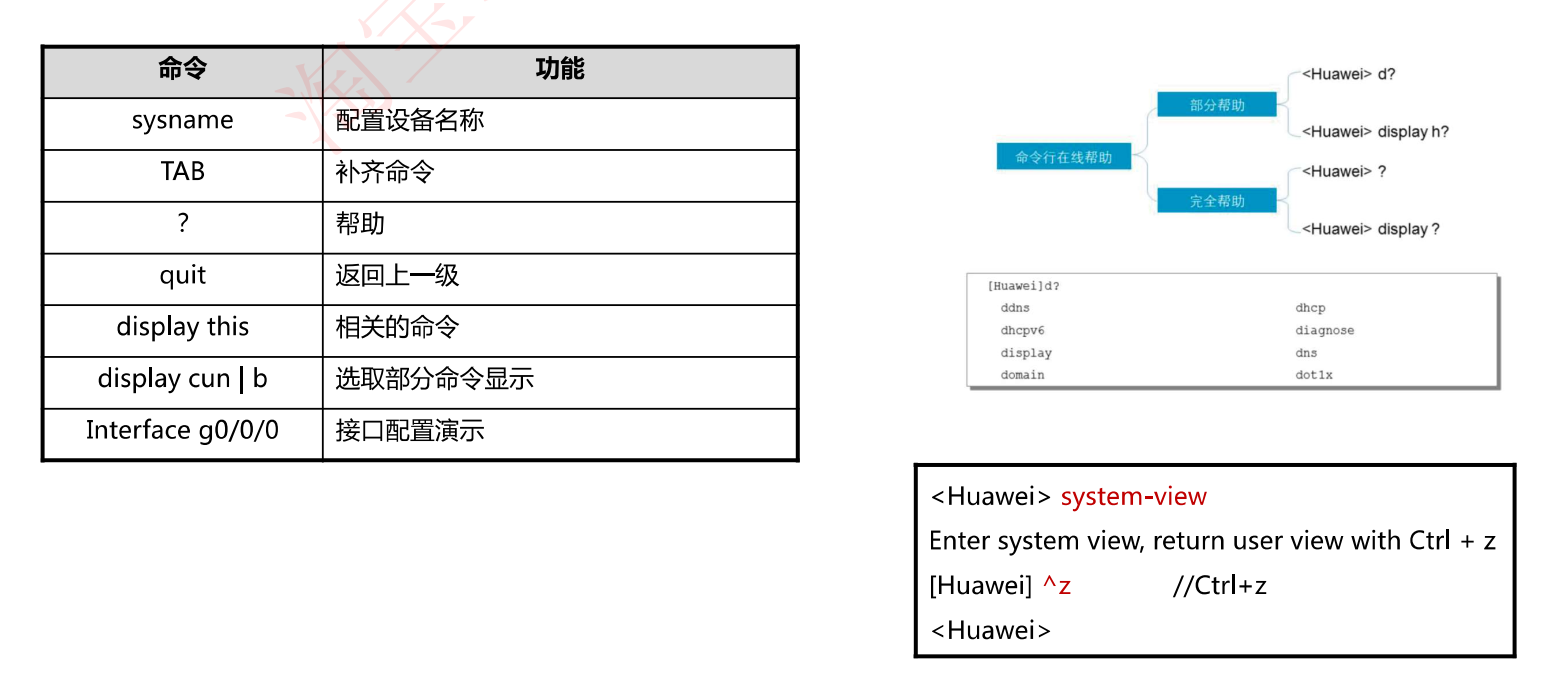 命令 功能
sysname 配置设备名称
TAB 补齐命令
? 帮助
quit 返回上一级
display this 相关的命令
display cun | b 选取部分命令显示
Interface g0/0/0 接口配置演示
淘宝
命令行在线帮助
部分帮助
<Huawei> d?
<Huawei> display h?
完全帮助
<Huawei> ?
<Huawei> display ?
[Huawei]d?
ddns dhcp
dhcpv6 diagnose
display dns
domain dot1x
<Huawei> system-view
Enter system view, return user view with Ctrl + z
[Huawei] ^z //Ctrl+z
<Huawei>